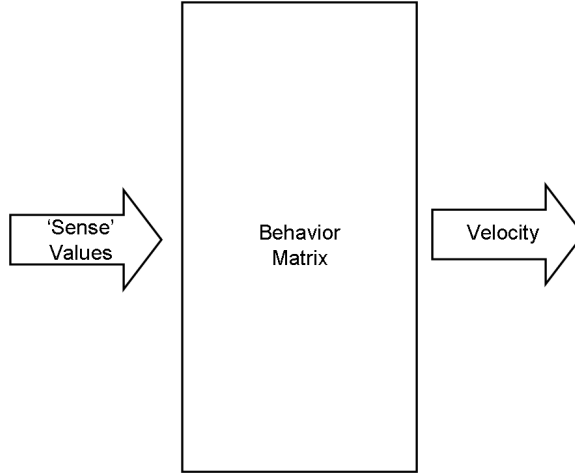 ‘Sense’
Values
Behavior
Matrix
Velocity